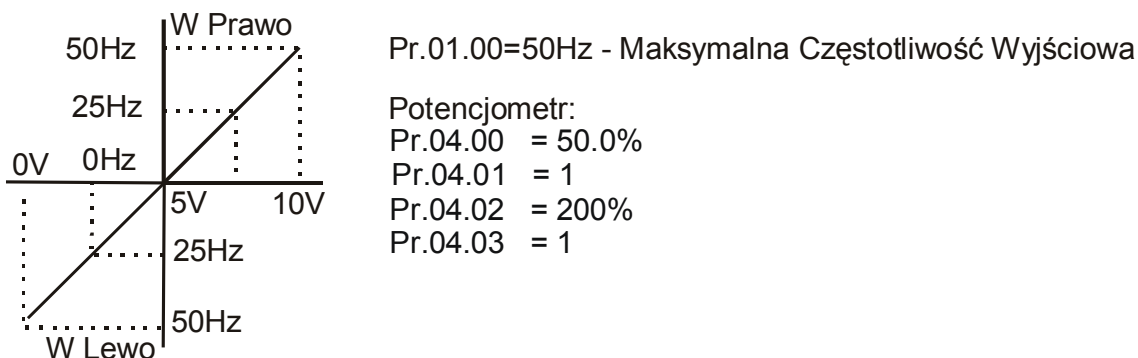 W Prawo
50Hz
25Hz
0V
0Hz
5V
10V
25Hz
50Hz
W Lewo
Pr.01.00=50Hz - Maksymalna Częstotliwość Wyjściowa
Potencjometr:
Pr.04.00 = 50.0%
Pr.04.01 = 1
Pr.04.02 = 200%
Pr.04.03 = 1